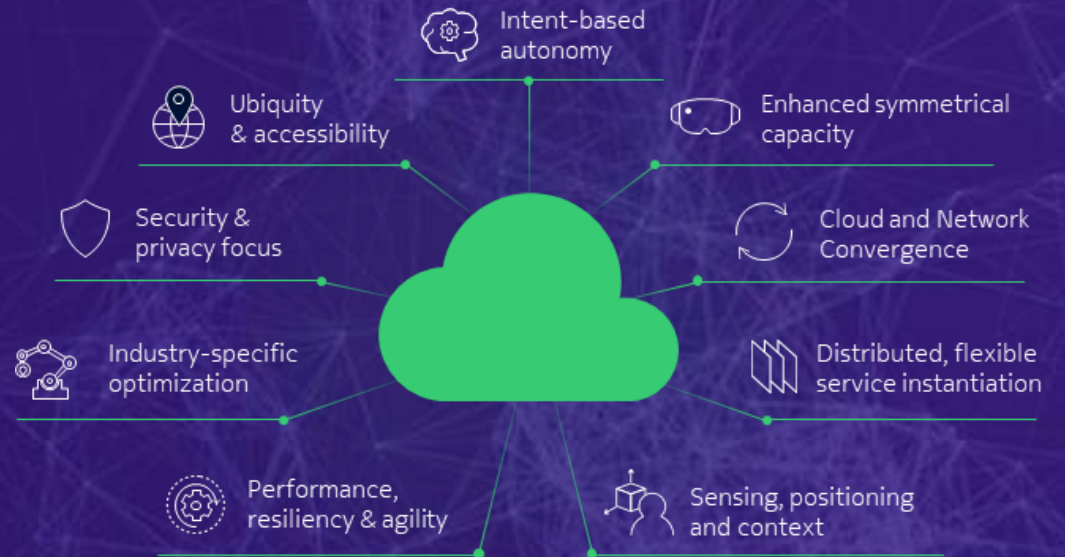 Intent-based
autonomy
Ubiquity
& accessibility
Enhanced symmetrical
capacity
Security &
privacy focus
Cloud and Network
Convergence
Industry-specific
optimization
Distributed, flexible
service instantiation
Performance,
resiliency & agility
Sensing, positioning
and context